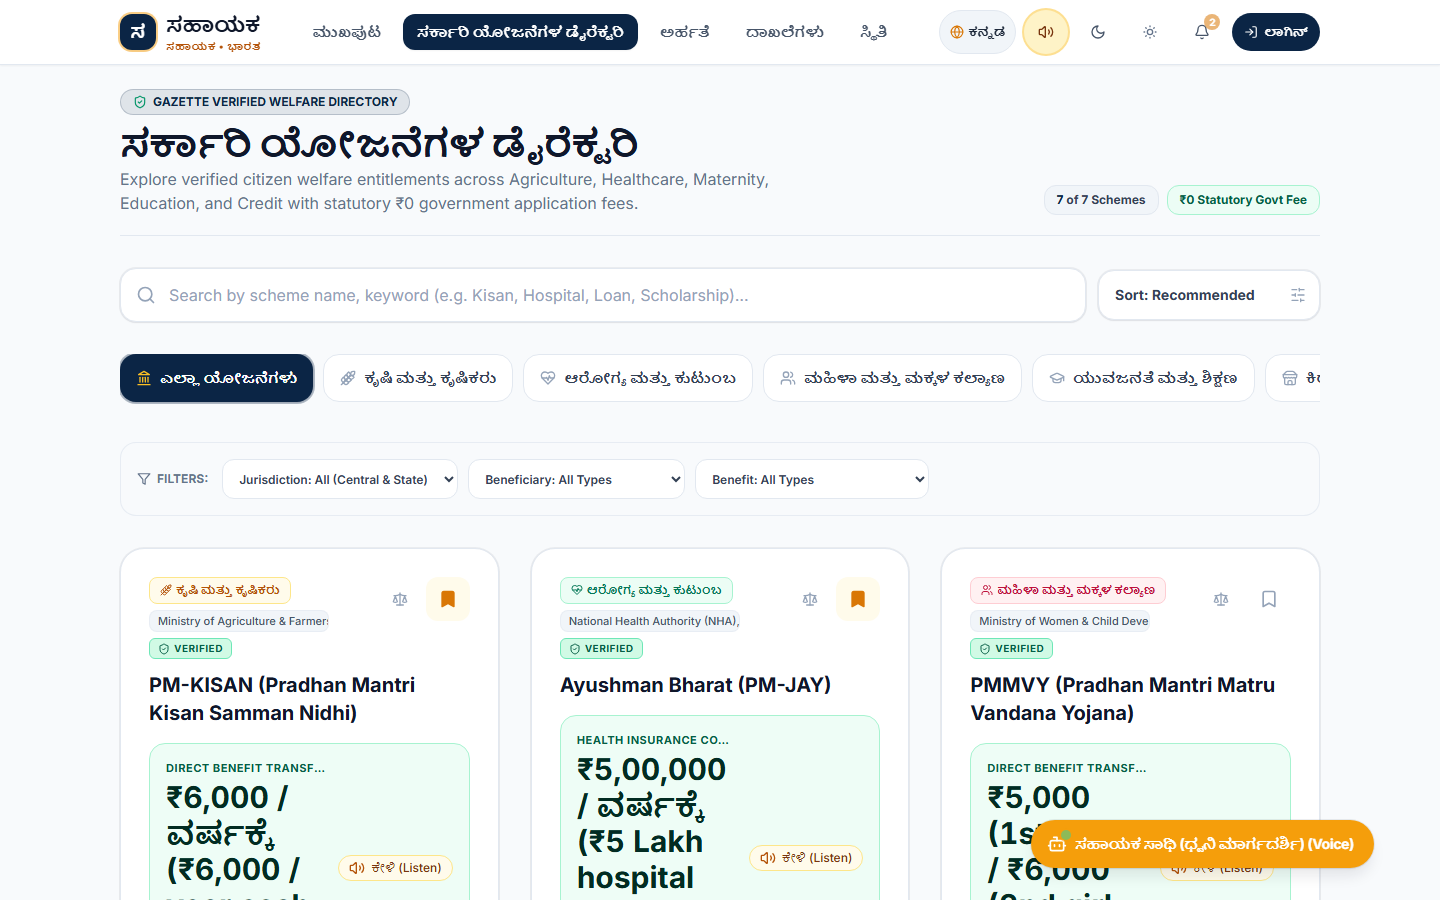 ಸ
ಸಹಾಯಕ
ಸಹಾಯಕ • ಭಾರತ
ಮುಖಪುಟ
ಸರ್ಕಾರಿ ಯೋಜನೆಗಳ ಡೈರೆಕ್ಟರಿ
ಅರ್ಹತೆ
ದಾಖಲೆಗಳು
ಸ್ಥಿತಿ
ಕನ್ನಡ
2
ಲಾಗಿನ್
GAZETTE VERIFIED WELFARE DIRECTORY
ಸರ್ಕಾರಿ ಯೋಜನೆಗಳ ಡೈರೆಕ್ಟರಿ
Explore verified citizen welfare entitlements across Agriculture, Healthcare, Maternity,
Education, and Credit with statutory ₹0 government application fees.
7 of 7 Schemes
₹0 Statutory Govt Fee
Search by scheme name, keyword (e.g. Kisan, Hospital, Loan, Scholarship)...
Sort: Recommended
ಎಲ್ಲಾ ಯೋಜನೆಗಳು
ಕೃಷಿ ಮತ್ತು ಕೃಷಿಕರು
ಆರೋಗ್ಯ ಮತ್ತು ಕುಟುಂಬ
ಮಹಿಳಾ ಮತ್ತು ಮಕ್ಕಳ ಕಲ್ಯಾಣ
ಯುವಜನತೆ ಮತ್ತು ಶಿಕ್ಷಣ
FILTERS:
Jurisdiction: All (Central & State)
Beneficiary: All Types
Benefit: All Types
ಕೃಷಿ ಮತ್ತು ಕೃಷಿಕರು
Ministry of Agriculture & Farmers
VERIFIED
PM-KISAN (Pradhan Mantri
Kisan Samman Nidhi)
DIRECT BENEFIT TRANSF...
₹6,000 /
ವರ್ಷಕ್ಕೆ
(₹6,000 /
ಕೇಳಿ (Listen)
ಆರೋಗ್ಯ ಮತ್ತು ಕುಟುಂಬ
National Health Authority (NHA),
VERIFIED
Ayushman Bharat (PM-JAY)
HEALTH INSURANCE CO...
₹5,00,000
/ ವರ್ಷಕ್ಕೆ
(₹5 Lakh
hospital
ಕೇಳಿ (Listen)
ಮಹಿಳಾ ಮತ್ತು ಮಕ್ಕಳ ಕಲ್ಯಾಣ
Ministry of Women & Child Deve
VERIFIED
PMMVY (Pradhan Mantri Matru
Vandana Yojana)
DIRECT BENEFIT TRANSF...
₹5,000
(1s
/ ₹6,000
(Listen)
ಸಹಾಯಕ ಸಾಥಿ (ಧ್ವನಿ ಮಾರ್ಗದರ್ಶಿ) (Voice)